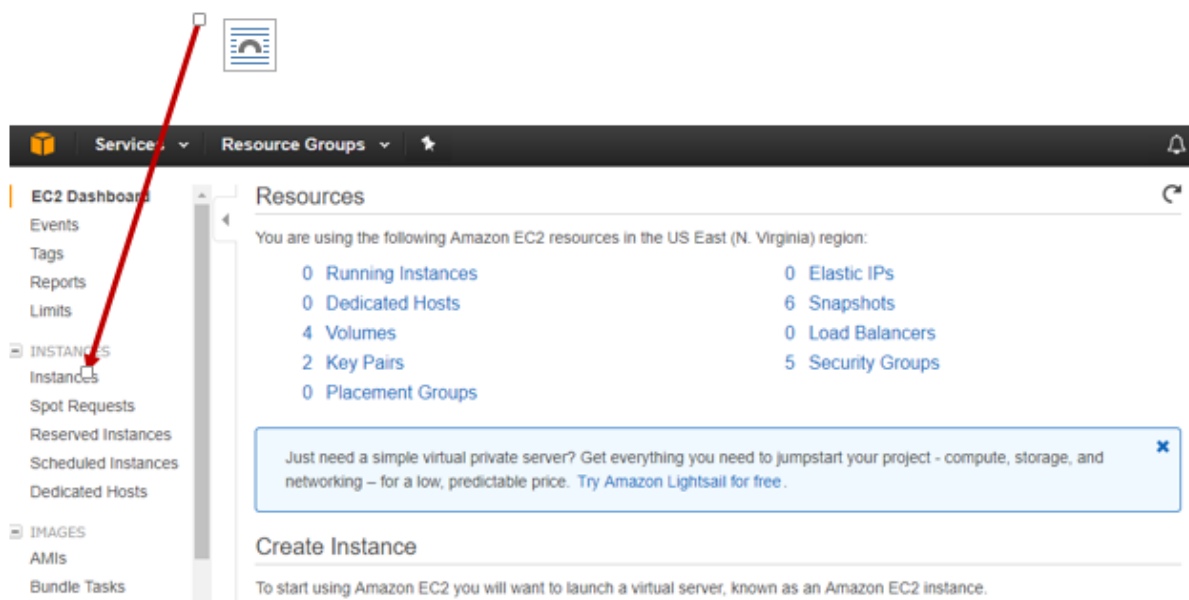 Services Resource Groups
EC2 Dashboard
Events
Tags
Reports
Limits
INSTANCES
Instances
Spot Requests
Reserved Instances
Scheduled Instances
Dedicated Hosts
IMAGES
AMIs
Bundle Tasks
Resources
You are using the following Amazon EC2 resources in the US East (N. Virginia) region:
0 Running Instances
0 Dedicated Hosts
4 Volumes
2 Key Pairs
0 Placement Groups
0 Elastic IPs
6 Snapshots
0 Load Balancers
5 Security Groups
Just need a simple virtual private server? Get everything you need to jumpstart your project - compute, storage, and
networking – for a low, predictable price. Try Amazon Lightsail for free.
Create Instance
To start using Amazon EC2 you will want to launch a virtual server, known as an Amazon EC2 instance.